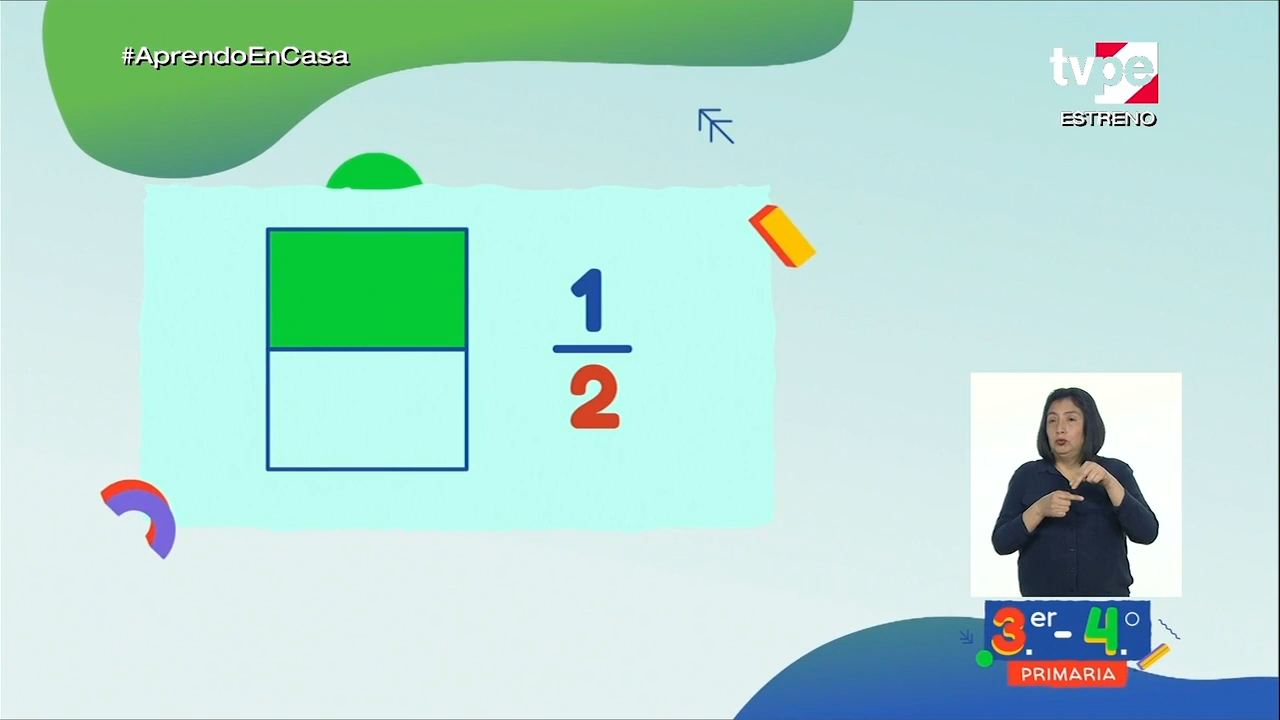 #AprendoEnCasa
tvpe
ESTRENO
1
2
3.er - 4.°
PRIMARIA